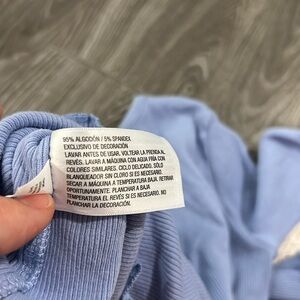 95% ALGODÓN / 5% SPANDEX
EXCLUSIVO DE DECORACIÓN
LAVAR ANTES DE USAR. VOLTEAR LA PRENDA AL
REVÉS. LAVAR A MÁQUINA CON AGUA FRÍA CON
COLORES SIMILARES. CICLO DELICADO. SÓLO
BLANQUEADOR SIN CLORO SI ES NECESARIO.
SECAR A MÁQUINA A TEMPERATURA BAJA. RETIRAR
OPORTUNAMENTE. PLANCHAR A BAJA
TEMPERATURA EL REVÉS SI ES NECESARIO. NO
PLANCHAR LA DECORACIÓN.